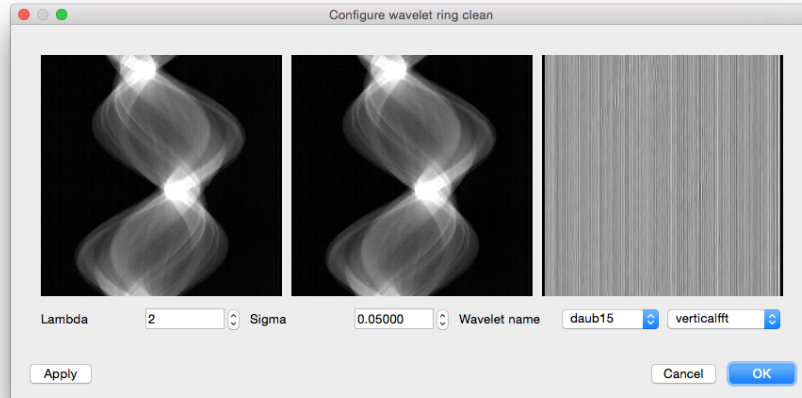 Configure wavelet ring clean
Lambda 2 Sigma 0.05000 Wavelet name daub15 verticalfft
Apply Cancel OK